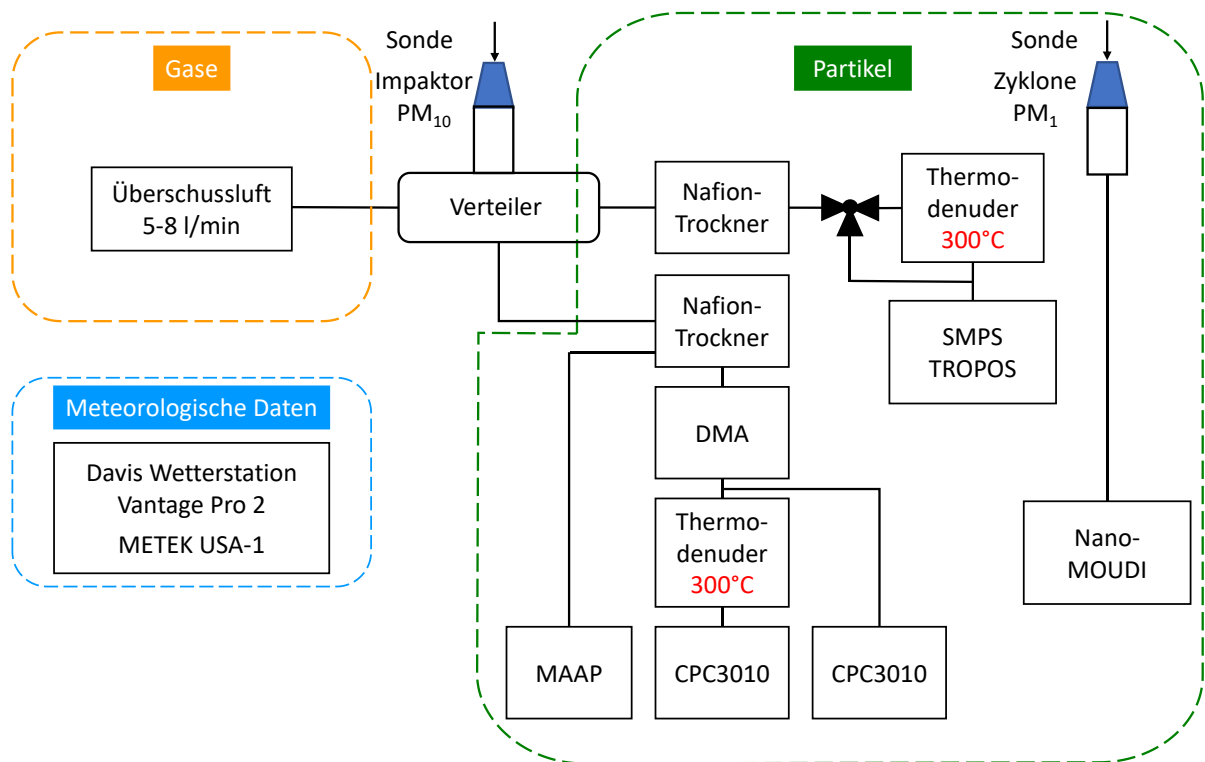 Gase
Sonde
Impaktor
PM₁₀
Partikel
Sonde
Zyklone
PM₁
Überschussluft
5-8 l/min
Verteiler
Nafion-
Trockner
Thermo-
denuder
300°C
Nafion-
Trockner
SMPS
TROPOS
Meteorologische Daten
Davis Wetterstation
Vantage Pro 2
METEK USA-1
DMA
Thermo-
denuder
300°C
Nano-
MOUDI
MAAP
CPC3010
CPC3010